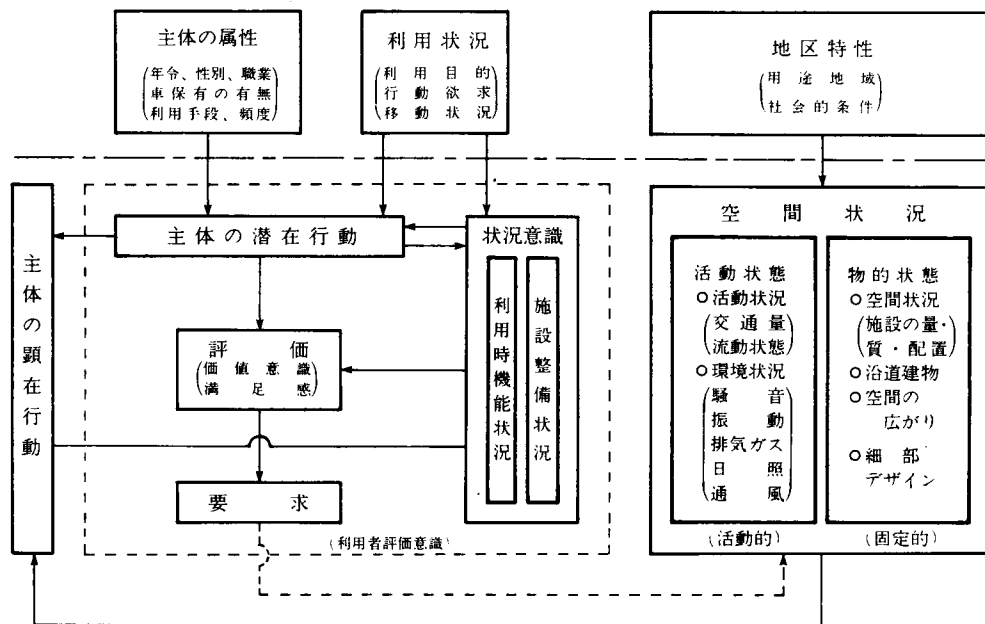 主体の属性
(年令、性別、職業
車保有の有無
利用手段、頻度)
利用状況
(利用目的
行動欲求
移動状況)
地区特性
(用途地域
社会的条件)
主体の顕在行動
主体の潜在行動
評価
(価値意識
満足感)
要求
状況意識
利用時機能状況
施設整備状況
(利用者評価意識)
空間状況
活動状態
○活動状況
(交通量
流動状態)
○環境状況
(騒音
振動
排気ガス
日照
通風)
(活動的)
物的状態
○空間状況
(施設の量・
質・配置)
○沿道建物
○空間の
広がり
○細部
デザイン
(固定的)